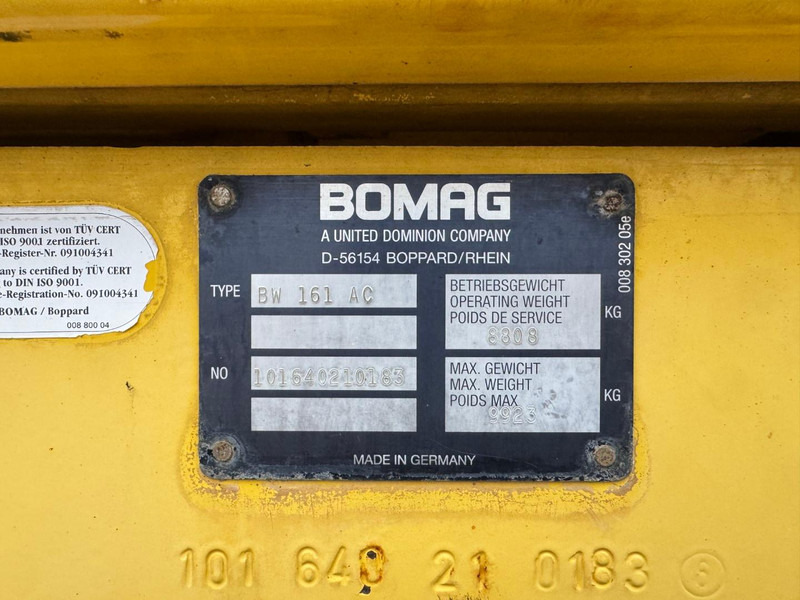 nehmen ist von TÜV CERT
ISO 9001 zertifiziert.
-Register-Nr. 091004341
any is certified by TÜV CERT
g to DIN ISO 9001.
e-Registration-No. 091004341
BOMAG / Boppard
008 800 04
BOMAG
A UNITED DOMINION COMPANY
D-56154 BOPPARD/RHEIN
008 302 05e
TYPE BW 161 AC
NO 101640210183
BETRIEBSGEWICHT
OPERATING WEIGHT
POIDS DE SERVICE
8808 KG
MAX. GEWICHT
MAX. WEIGHT
POIDS MAX
9923 KG
MADE IN GERMANY
101 640 21 0183